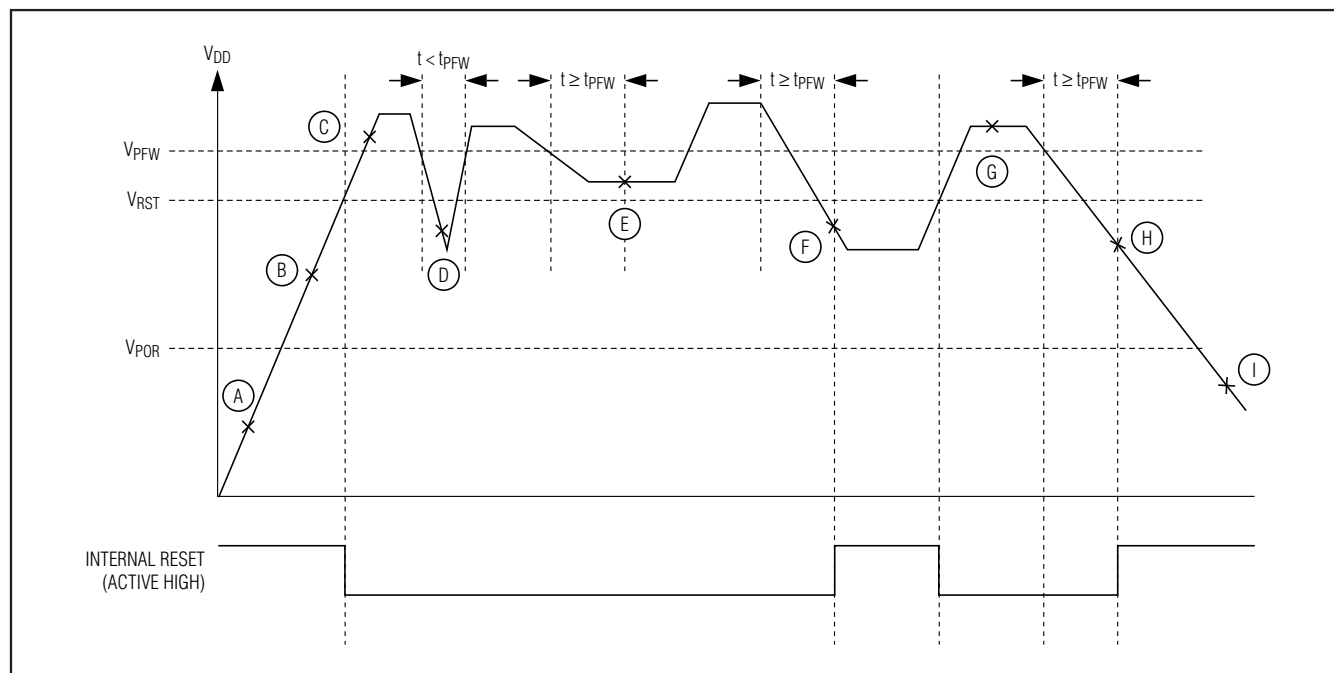 VDD
t < tPFW
t ≥ tPFW
t ≥ tPFW
t ≥ tPFW
C
VPFW
VRST
G
E
F
H
B
D
VPOR
I
A
INTERNAL RESET
(ACTIVE HIGH)